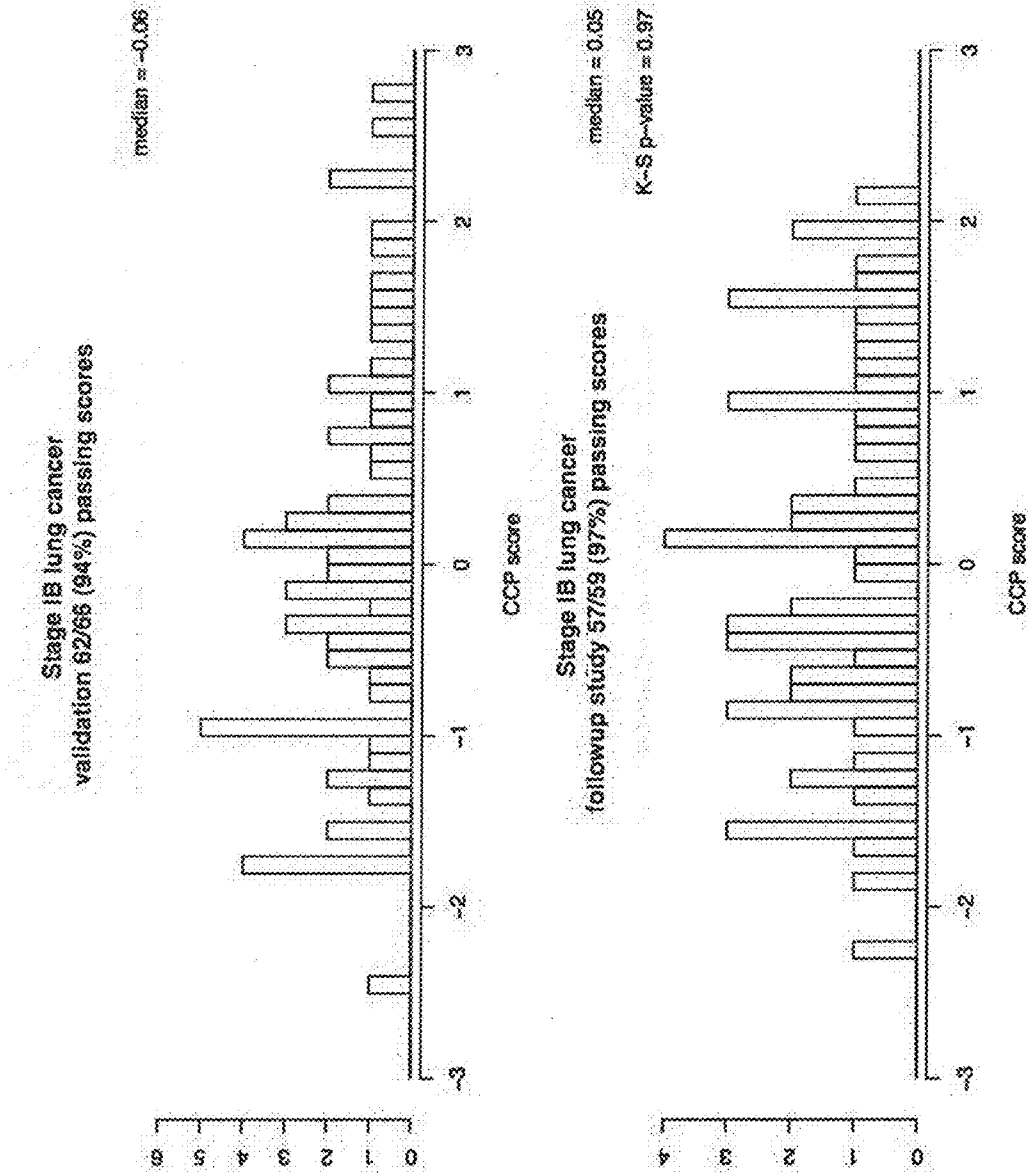 Stage IB lung cancer
validation 62/66 (94%) passing scores
median = -0.06
6
5
4
3
2
1
0
-3
-2
-1
0
1
2
3
CCP score
Stage IB lung cancer
followup study 57/59 (97%) passing scores
median = 0.05
K-S p-value = 0.97
4
3
2
1
0
-3
-2
-1
0
1
2
3
CCP score